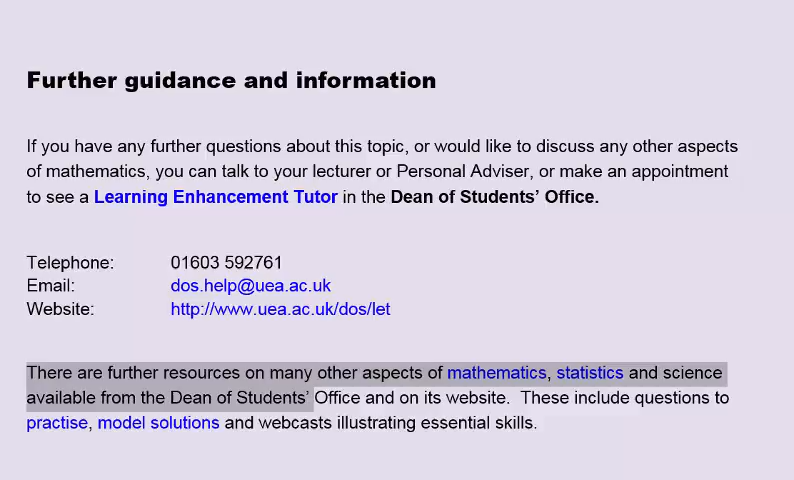 Further guidance and information
If you have any further questions about this topic, or would like to discuss any other aspects
of mathematics, you can talk to your lecturer or Personal Adviser, or make an appointment
to see a Learning Enhancement Tutor in the Dean of Students’ Office.
Telephone: 01603 592761
Email: dos.help@uea.ac.uk
Website: http://www.uea.ac.uk/dos/let
There are further resources on many other aspects of mathematics, statistics and science
available from the Dean of Students’ Office and on its website.  These include questions to
practise, model solutions and webcasts illustrating essential skills.